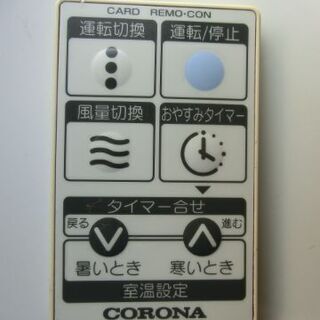 CARD REMO-CON
運転切換 運転/停止
風量切換 おやすみタイマー
タイマー合せ
戻る 進む
暑いとき 寒いとき
室温設定
CORONA